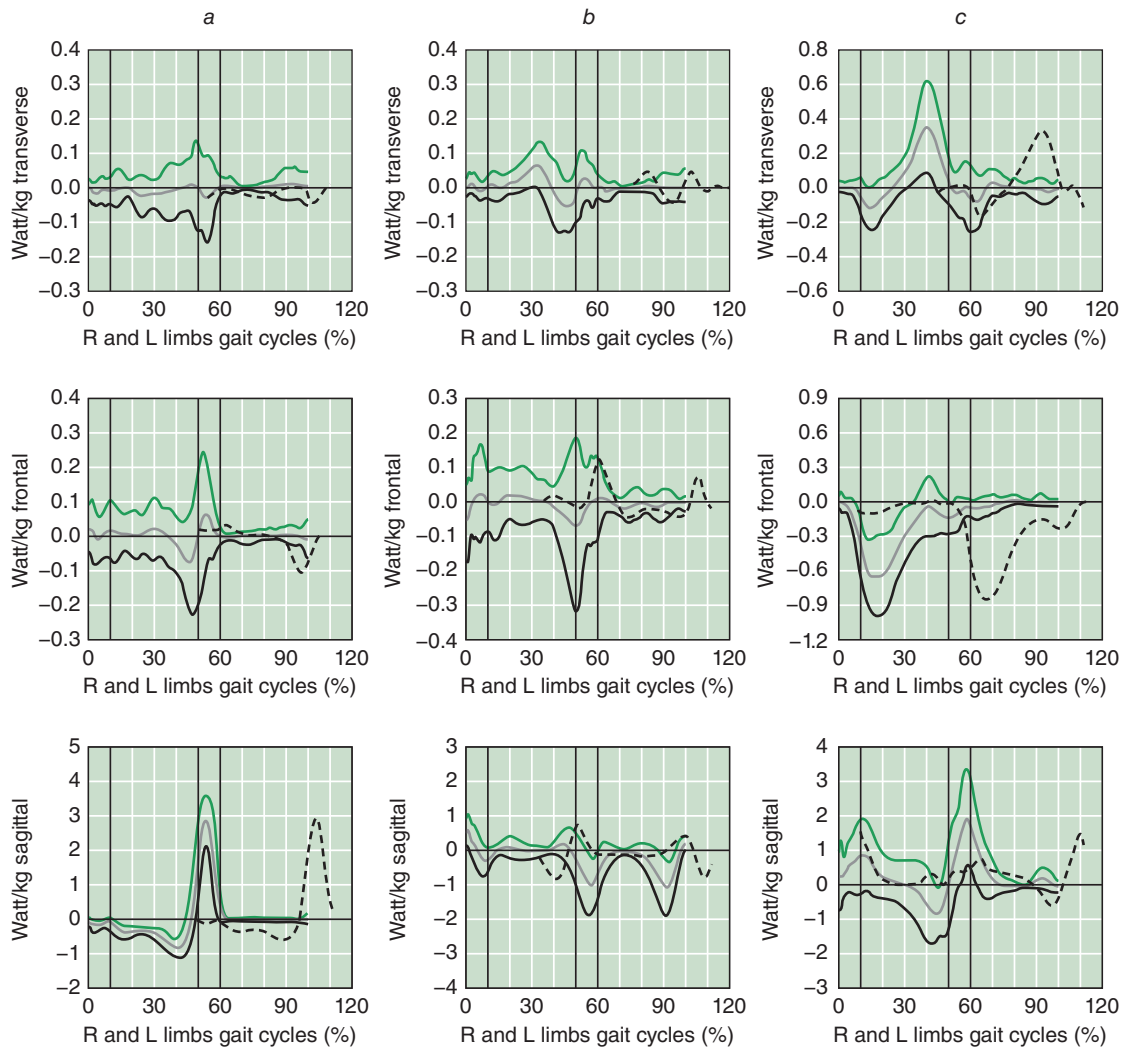 a
b
c
Watt/kg transverse
0.4
0.3
0.2
0.1
0.0
−0.1
−0.2
−0.3
0 30 60 90 120
R and L limbs gait cycles (%)
Watt/kg transverse
0.4
0.3
0.2
0.1
0.0
−0.1
−0.2
−0.3
0 30 60 90 120
R and L limbs gait cycles (%)
Watt/kg transverse
0.8
0.6
0.4
0.2
0.0
−0.2
−0.4
−0.6
0 30 60 90 120
R and L limbs gait cycles (%)
Watt/kg frontal
0.4
0.3
0.2
0.1
0.0
−0.1
−0.2
−0.3
0 30 60 90 120
R and L limbs gait cycles (%)
Watt/kg frontal
0.3
0.2
0.1
0.0
−0.1
−0.2
−0.3
−0.4
0 30 60 90 120
R and L limbs gait cycles (%)
Watt/kg frontal
0.9
0.6
0.3
0.0
−0.3
−0.6
−0.9
−1.2
0 30 60 90 120
R and L limbs gait cycles (%)
Watt/kg sagittal
5
4
3
2
1
0
−1
−2
0 30 60 90 120
R and L limbs gait cycles (%)
Watt/kg sagittal
3
2
1
0
−1
−2
−3
−4
0 30 60 90 120
R and L limbs gait cycles (%)
Watt/kg sagittal
4
3
2
1
0
−1
−2
−3
0 30 60 90 120
R and L limbs gait cycles (%)